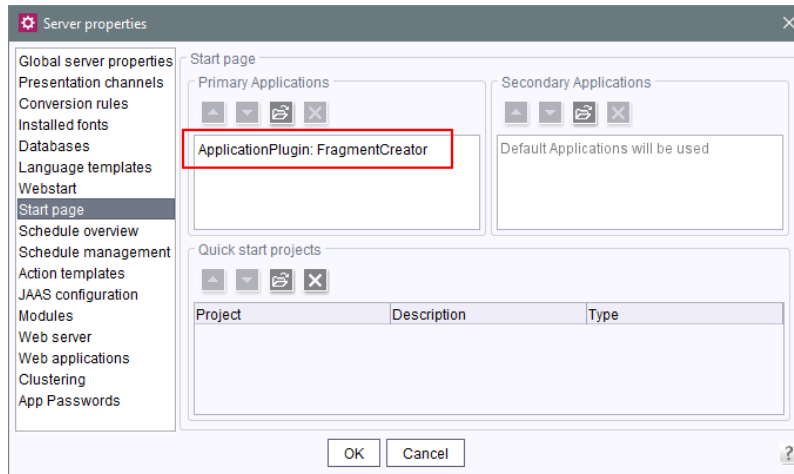 Server properties
Global server properties
Presentation channels
Conversion rules
Installed fonts
Databases
Language templates
Webstart
Start page
Schedule overview
Schedule management
Action templates
JAAS configuration
Modules
Web server
Web applications
Clustering
App Passwords
Start page
Primary Applications
ApplicationPlugin: FragmentCreator
Secondary Applications
Default Applications will be used
Quick start projects
Project Description Type
OK Cancel
?